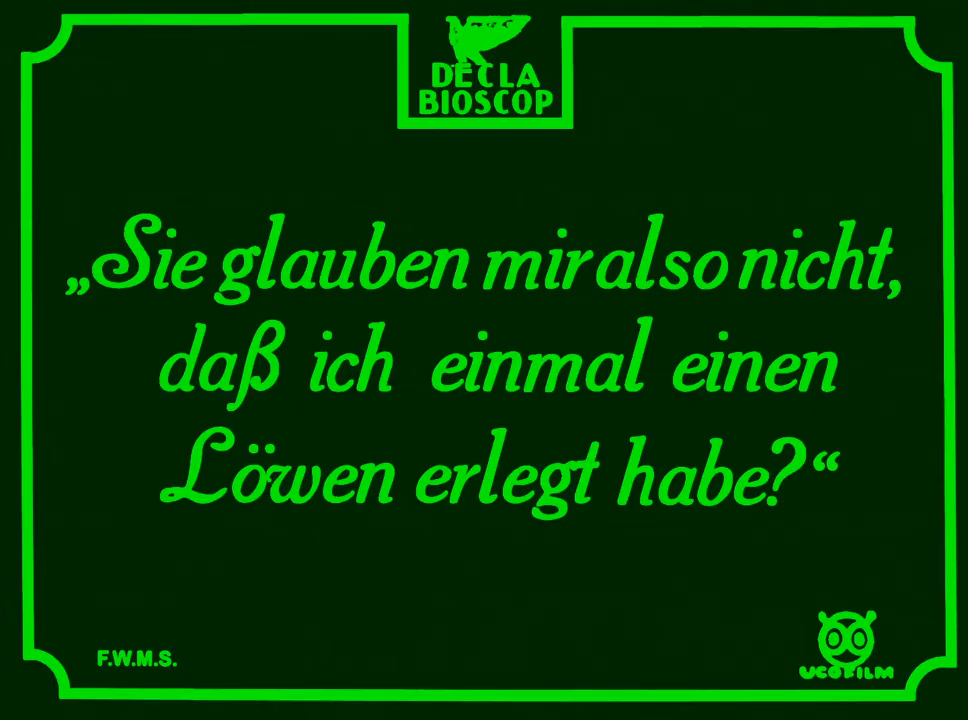 DECLA
BIOSCOP
„Sie glauben mir also nicht,
daß ich einmal einen
Löwen erlegt habe?“
F.W.M.S.
UCOFILM